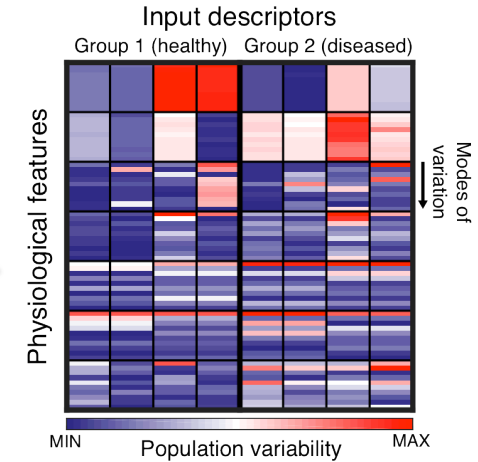 Input descriptors
Group 1 (healthy) Group 2 (diseased)
Physiological features
Modes of
variation
MIN
Population variability
MAX